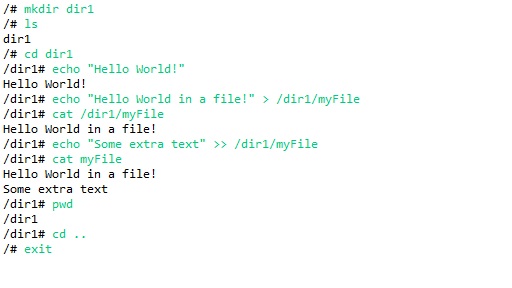 /# mkdir dir1
/# ls
dir1
/# cd dir1
/dir1# echo "Hello World!"
Hello World!
/dir1# echo "Hello World in a file!" > /dir1/myFile
/dir1# cat /dir1/myFile
Hello World in a file!
/dir1# echo "Some extra text" >> /dir1/myFile
/dir1# cat myFile
Hello World in a file!
Some extra text
/dir1# pwd
/dir1
/dir1# cd ..
/# exit